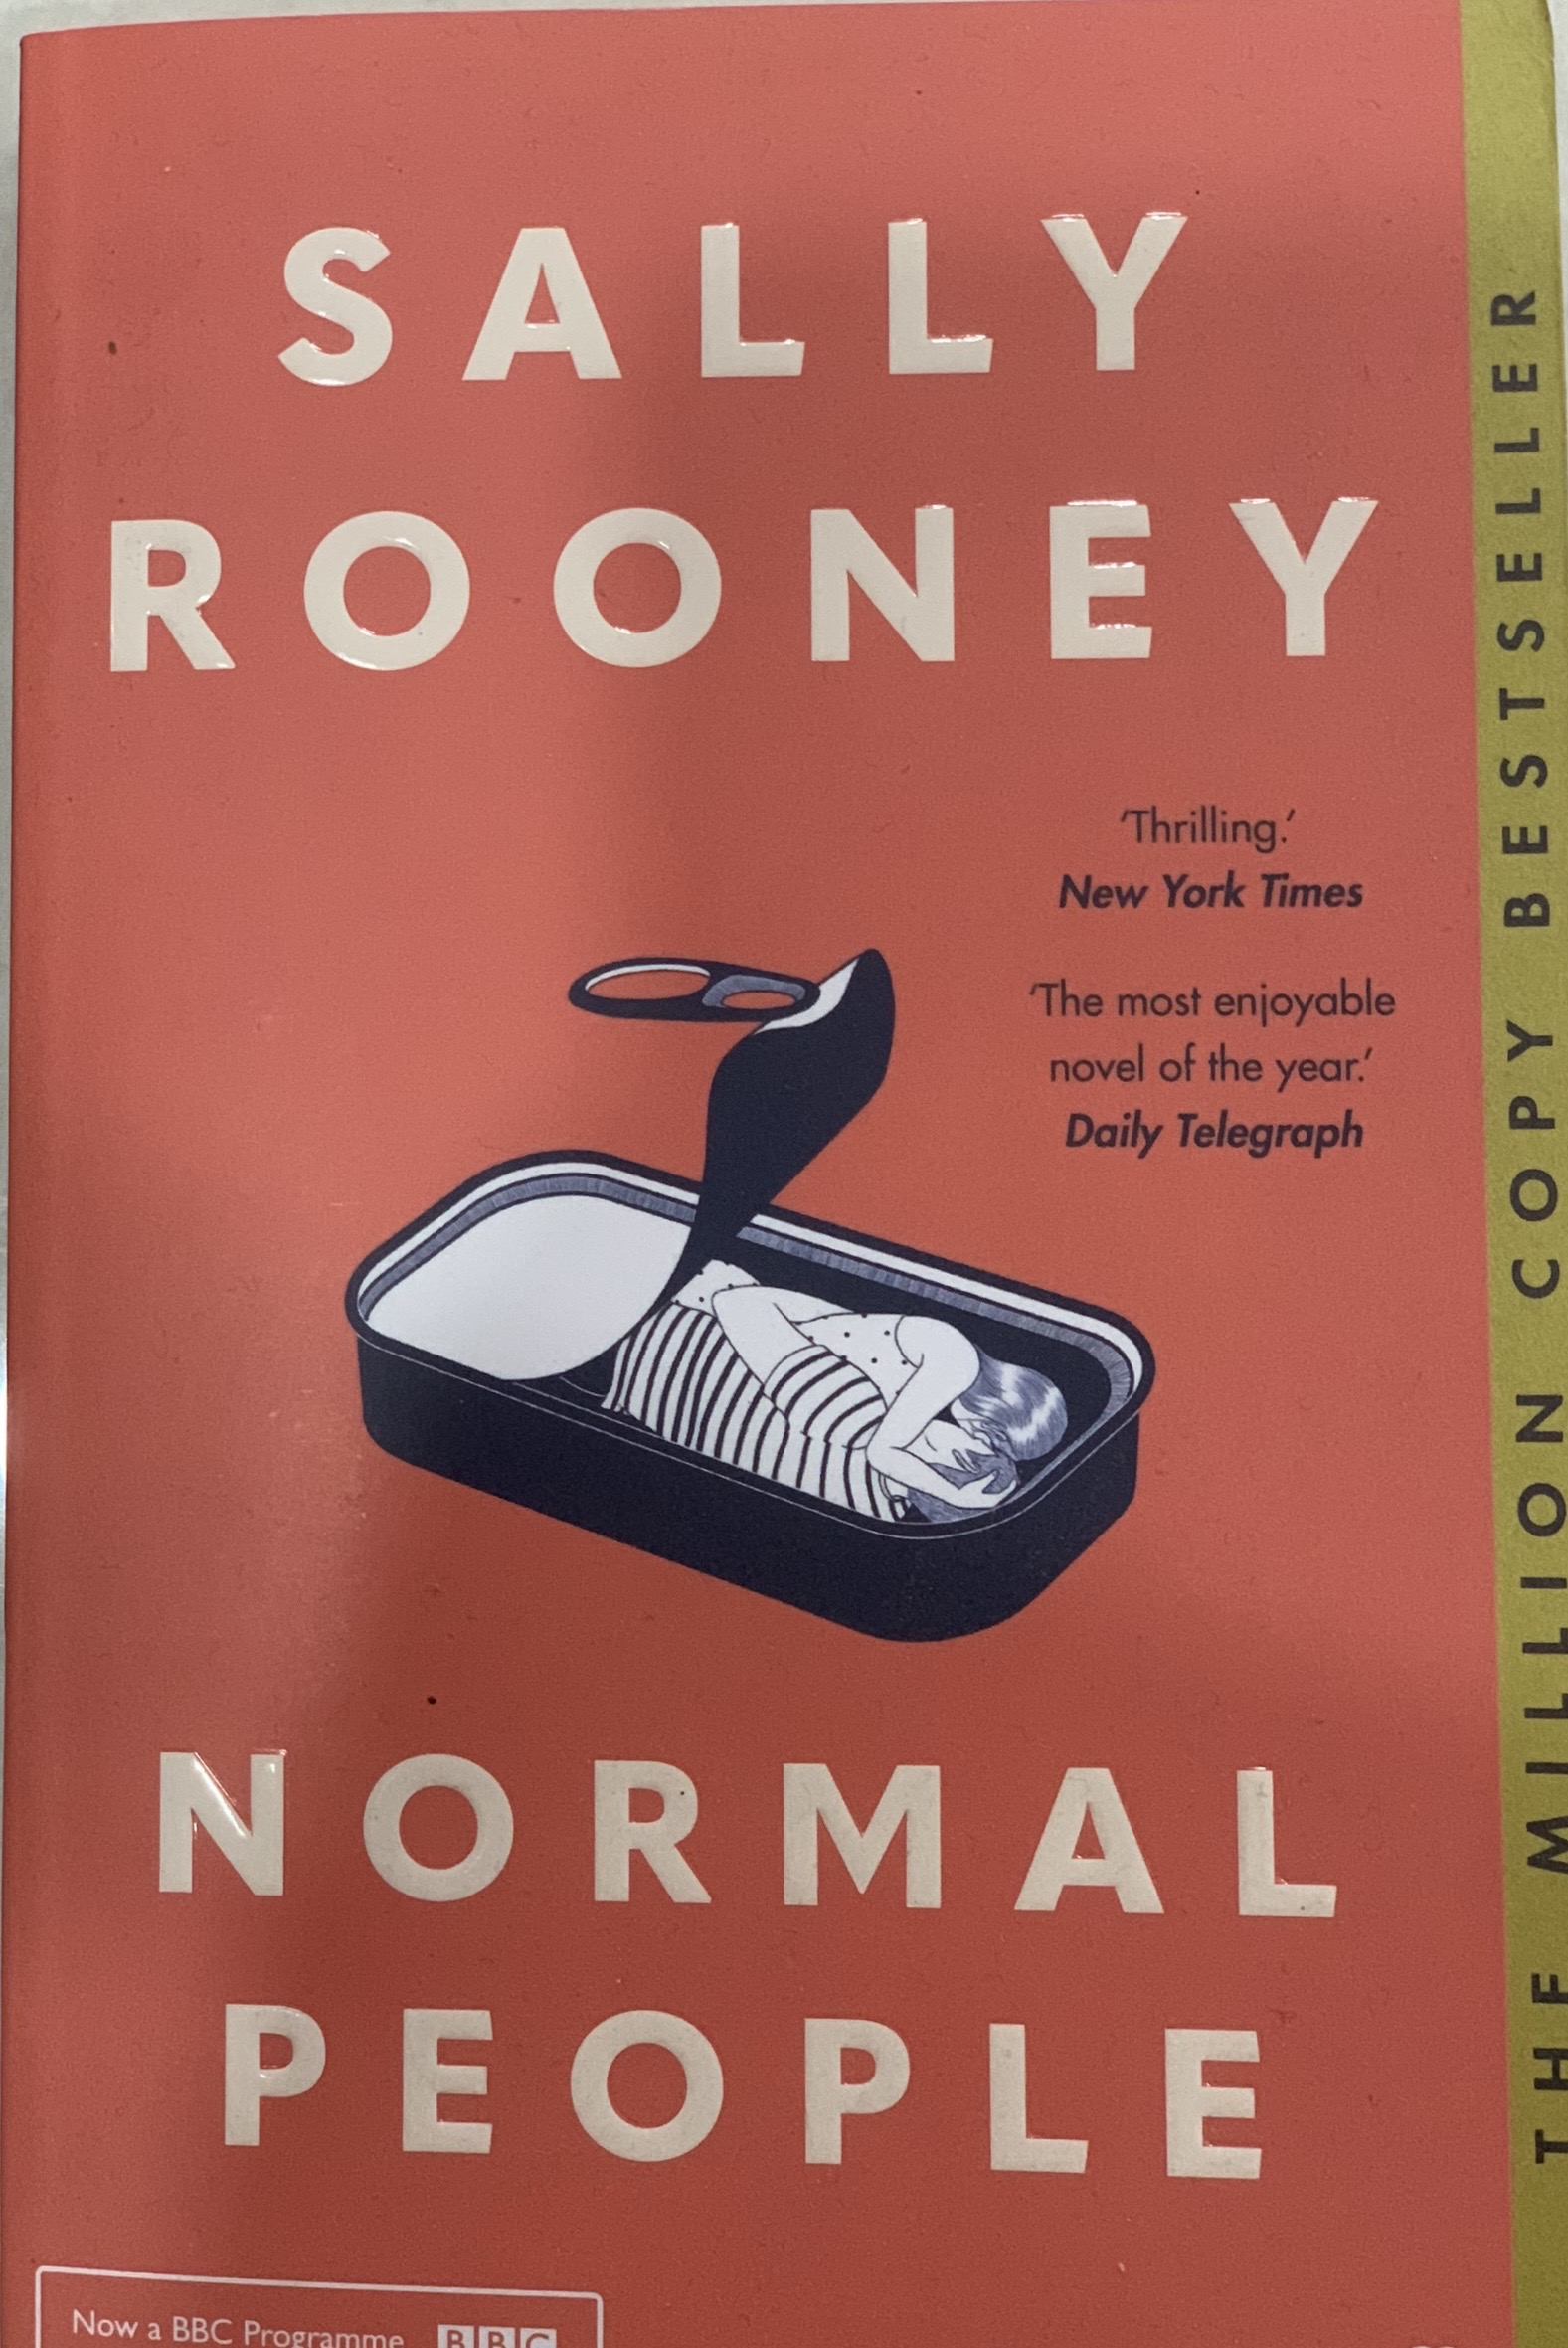 SALLY
ROONEY
'Thrilling.'
New York Times
'The most enjoyable
novel of the year.'
Daily Telegraph
NORMAL
PEOPLE
Now a BBC Programme BBC
THE MILLION COPY BESTSELLER